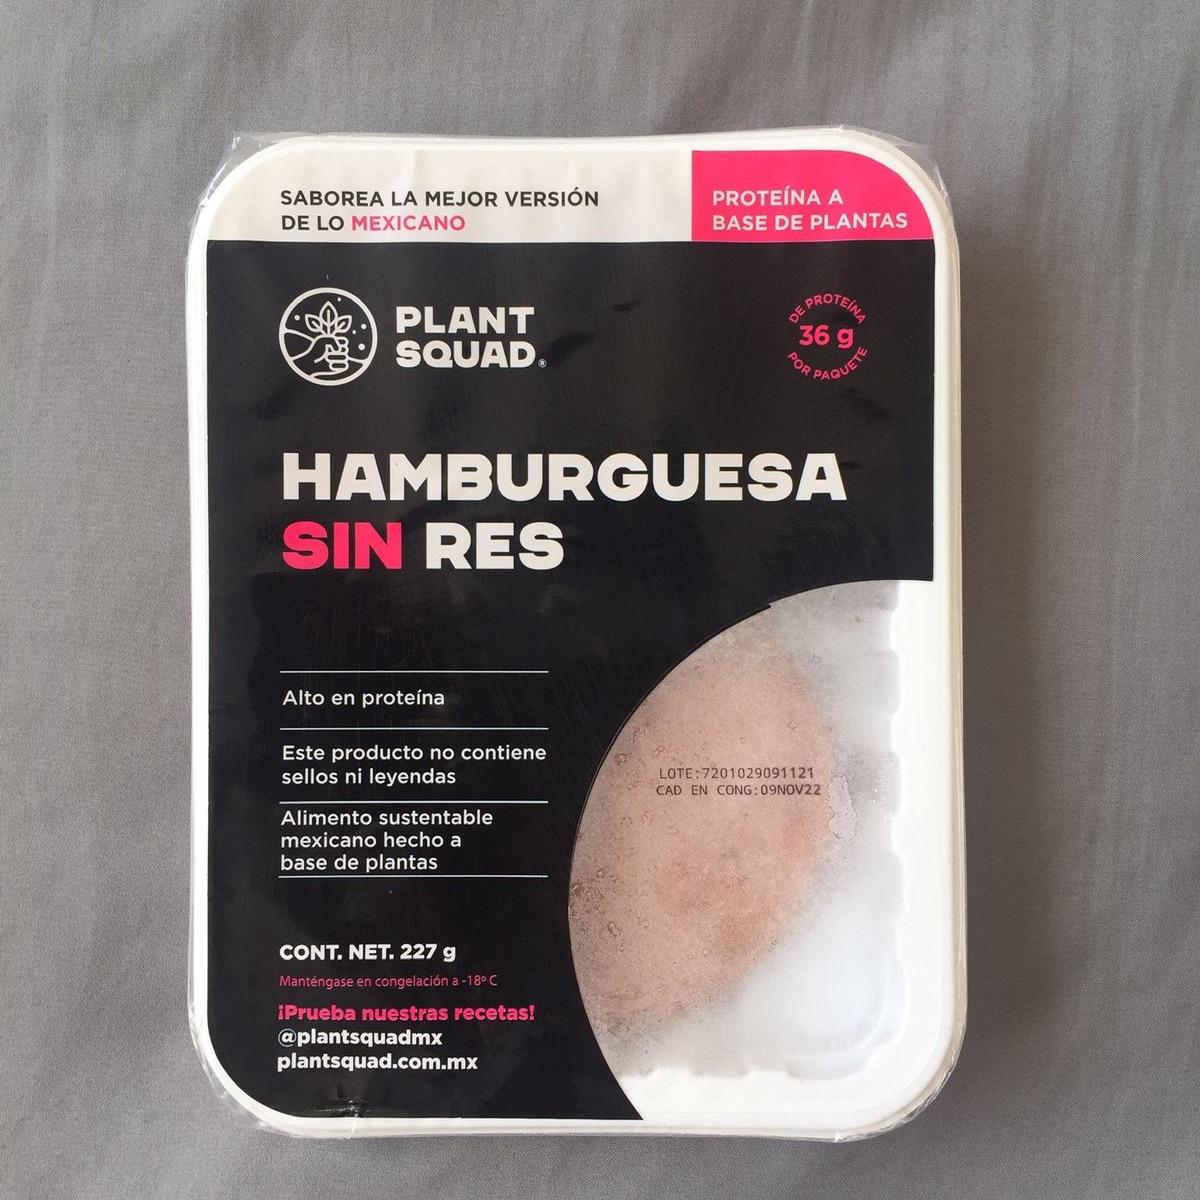 SABOREA LA MEJOR VERSIÓN
DE LO MEXICANO
PROTEÍNA A
BASE DE PLANTAS
PLANT
SQUAD®
DE PROTEÍNA
36 g
POR PAQUETE
HAMBURGUESA
SIN RES
Alto en proteína
Este producto no contiene
sellos ni leyendas
Alimento sustentable
mexicano hecho a
base de plantas
LOTE:7201029091121
CAD EN CONG:09NOV22
CONT. NET. 227 g
Manténgase en congelación a -18º C
¡Prueba nuestras recetas!
@plantsquadmx
plantsquad.com.mx